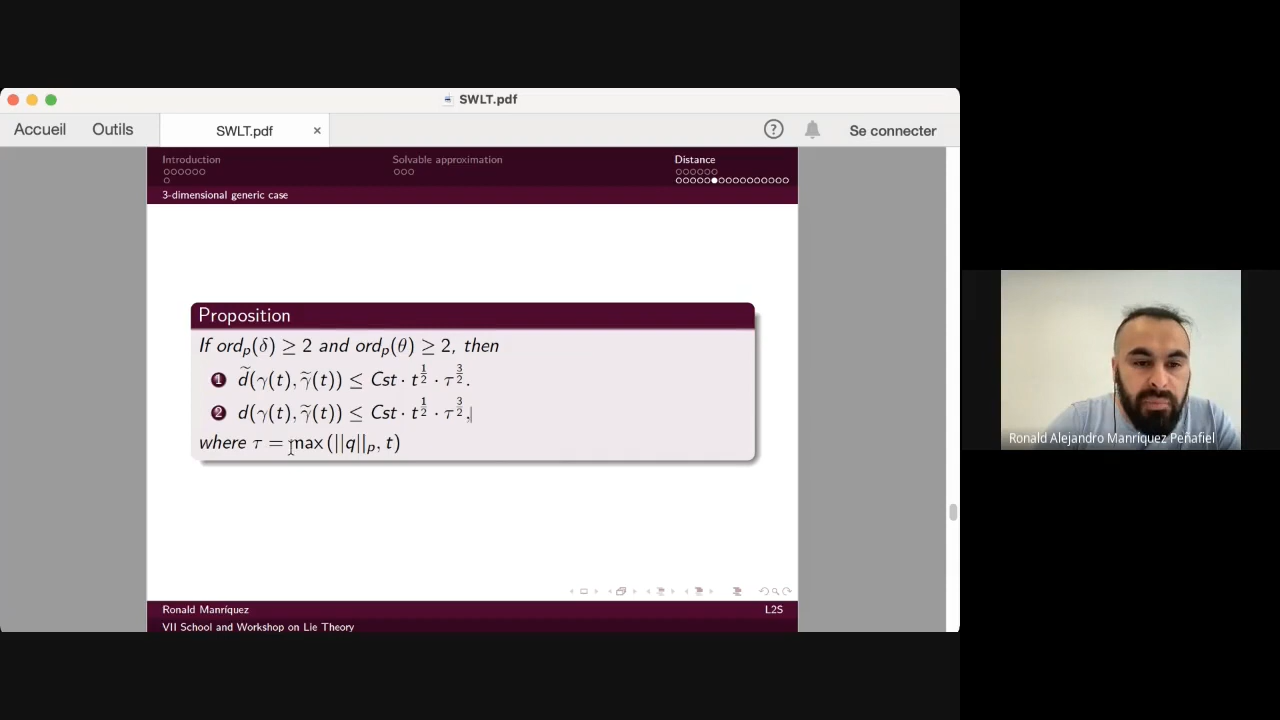 SWLT.pdf
Accueil Outils SWLT.pdf × ? Se connecter
Introduction Solvable approximation Distance
3-dimensional generic case
Proposition
If ord_p(δ) ≥ 2 and ord_p(θ) ≥ 2, then
1 d̃(γ(t), γ̃(t)) ≤ Cst · t^{1/2} · τ^{3/2}.
2 d(γ(t), γ̃(t)) ≤ Cst · t^{1/2} · τ^{3/2},
where τ = max (||q||_p, t)
Ronald Alejandro Manríquez Peñafiel
Ronald Manríquez L2S
VII School and Workshop on Lie Theory